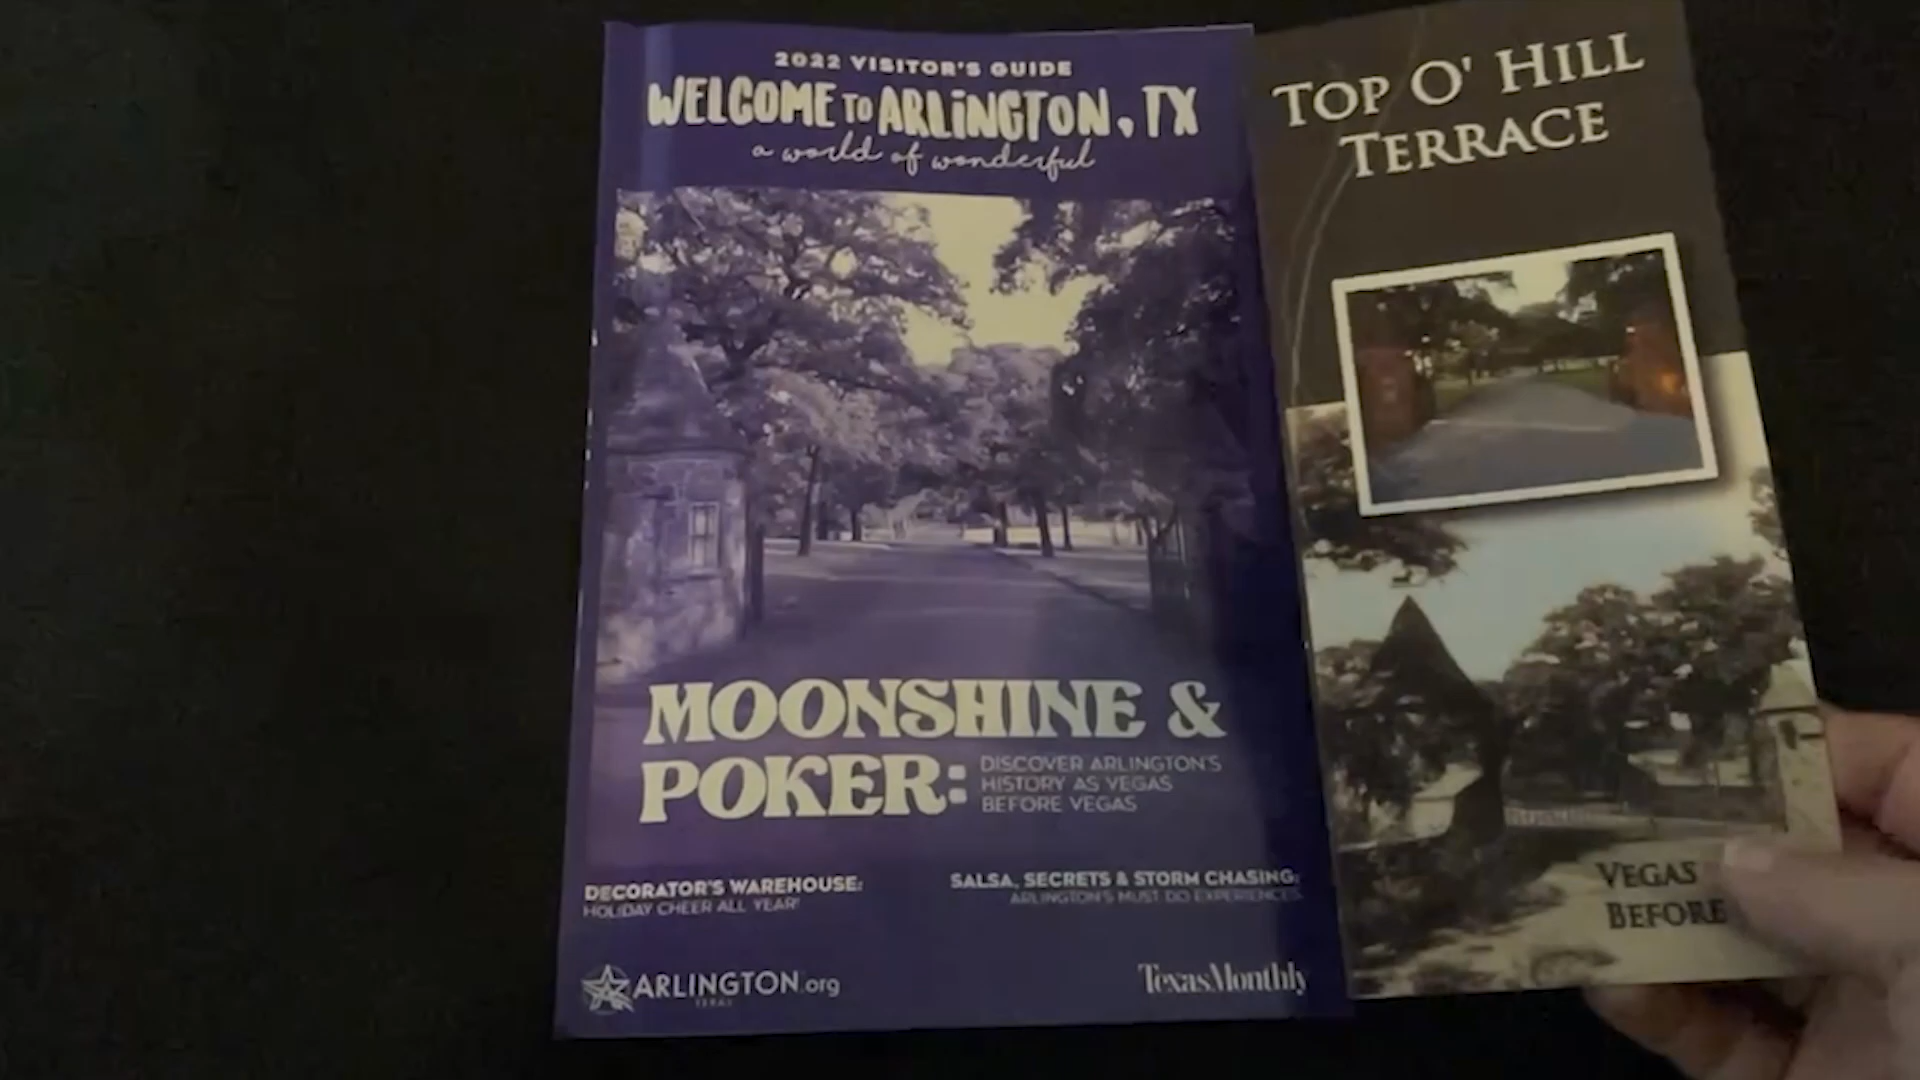 2022 VISITOR'S GUIDE
WELCOME TO ARLINGTON, TX
a world of wonderful
MOONSHINE &
POKER:
DISCOVER ARLINGTON'S
HISTORY AS VEGAS
BEFORE VEGAS
DECORATOR'S WAREHOUSE:
HOLIDAY CHEER ALL YEAR!
SALSA, SECRETS & STORM CHASING:
ARLINGTON'S MUST DO EXPERIENCES
ARLINGTON.org
TEXAS
TexasMonthly
TOP O' HILL
TERRACE
VEGAS
BEFORE